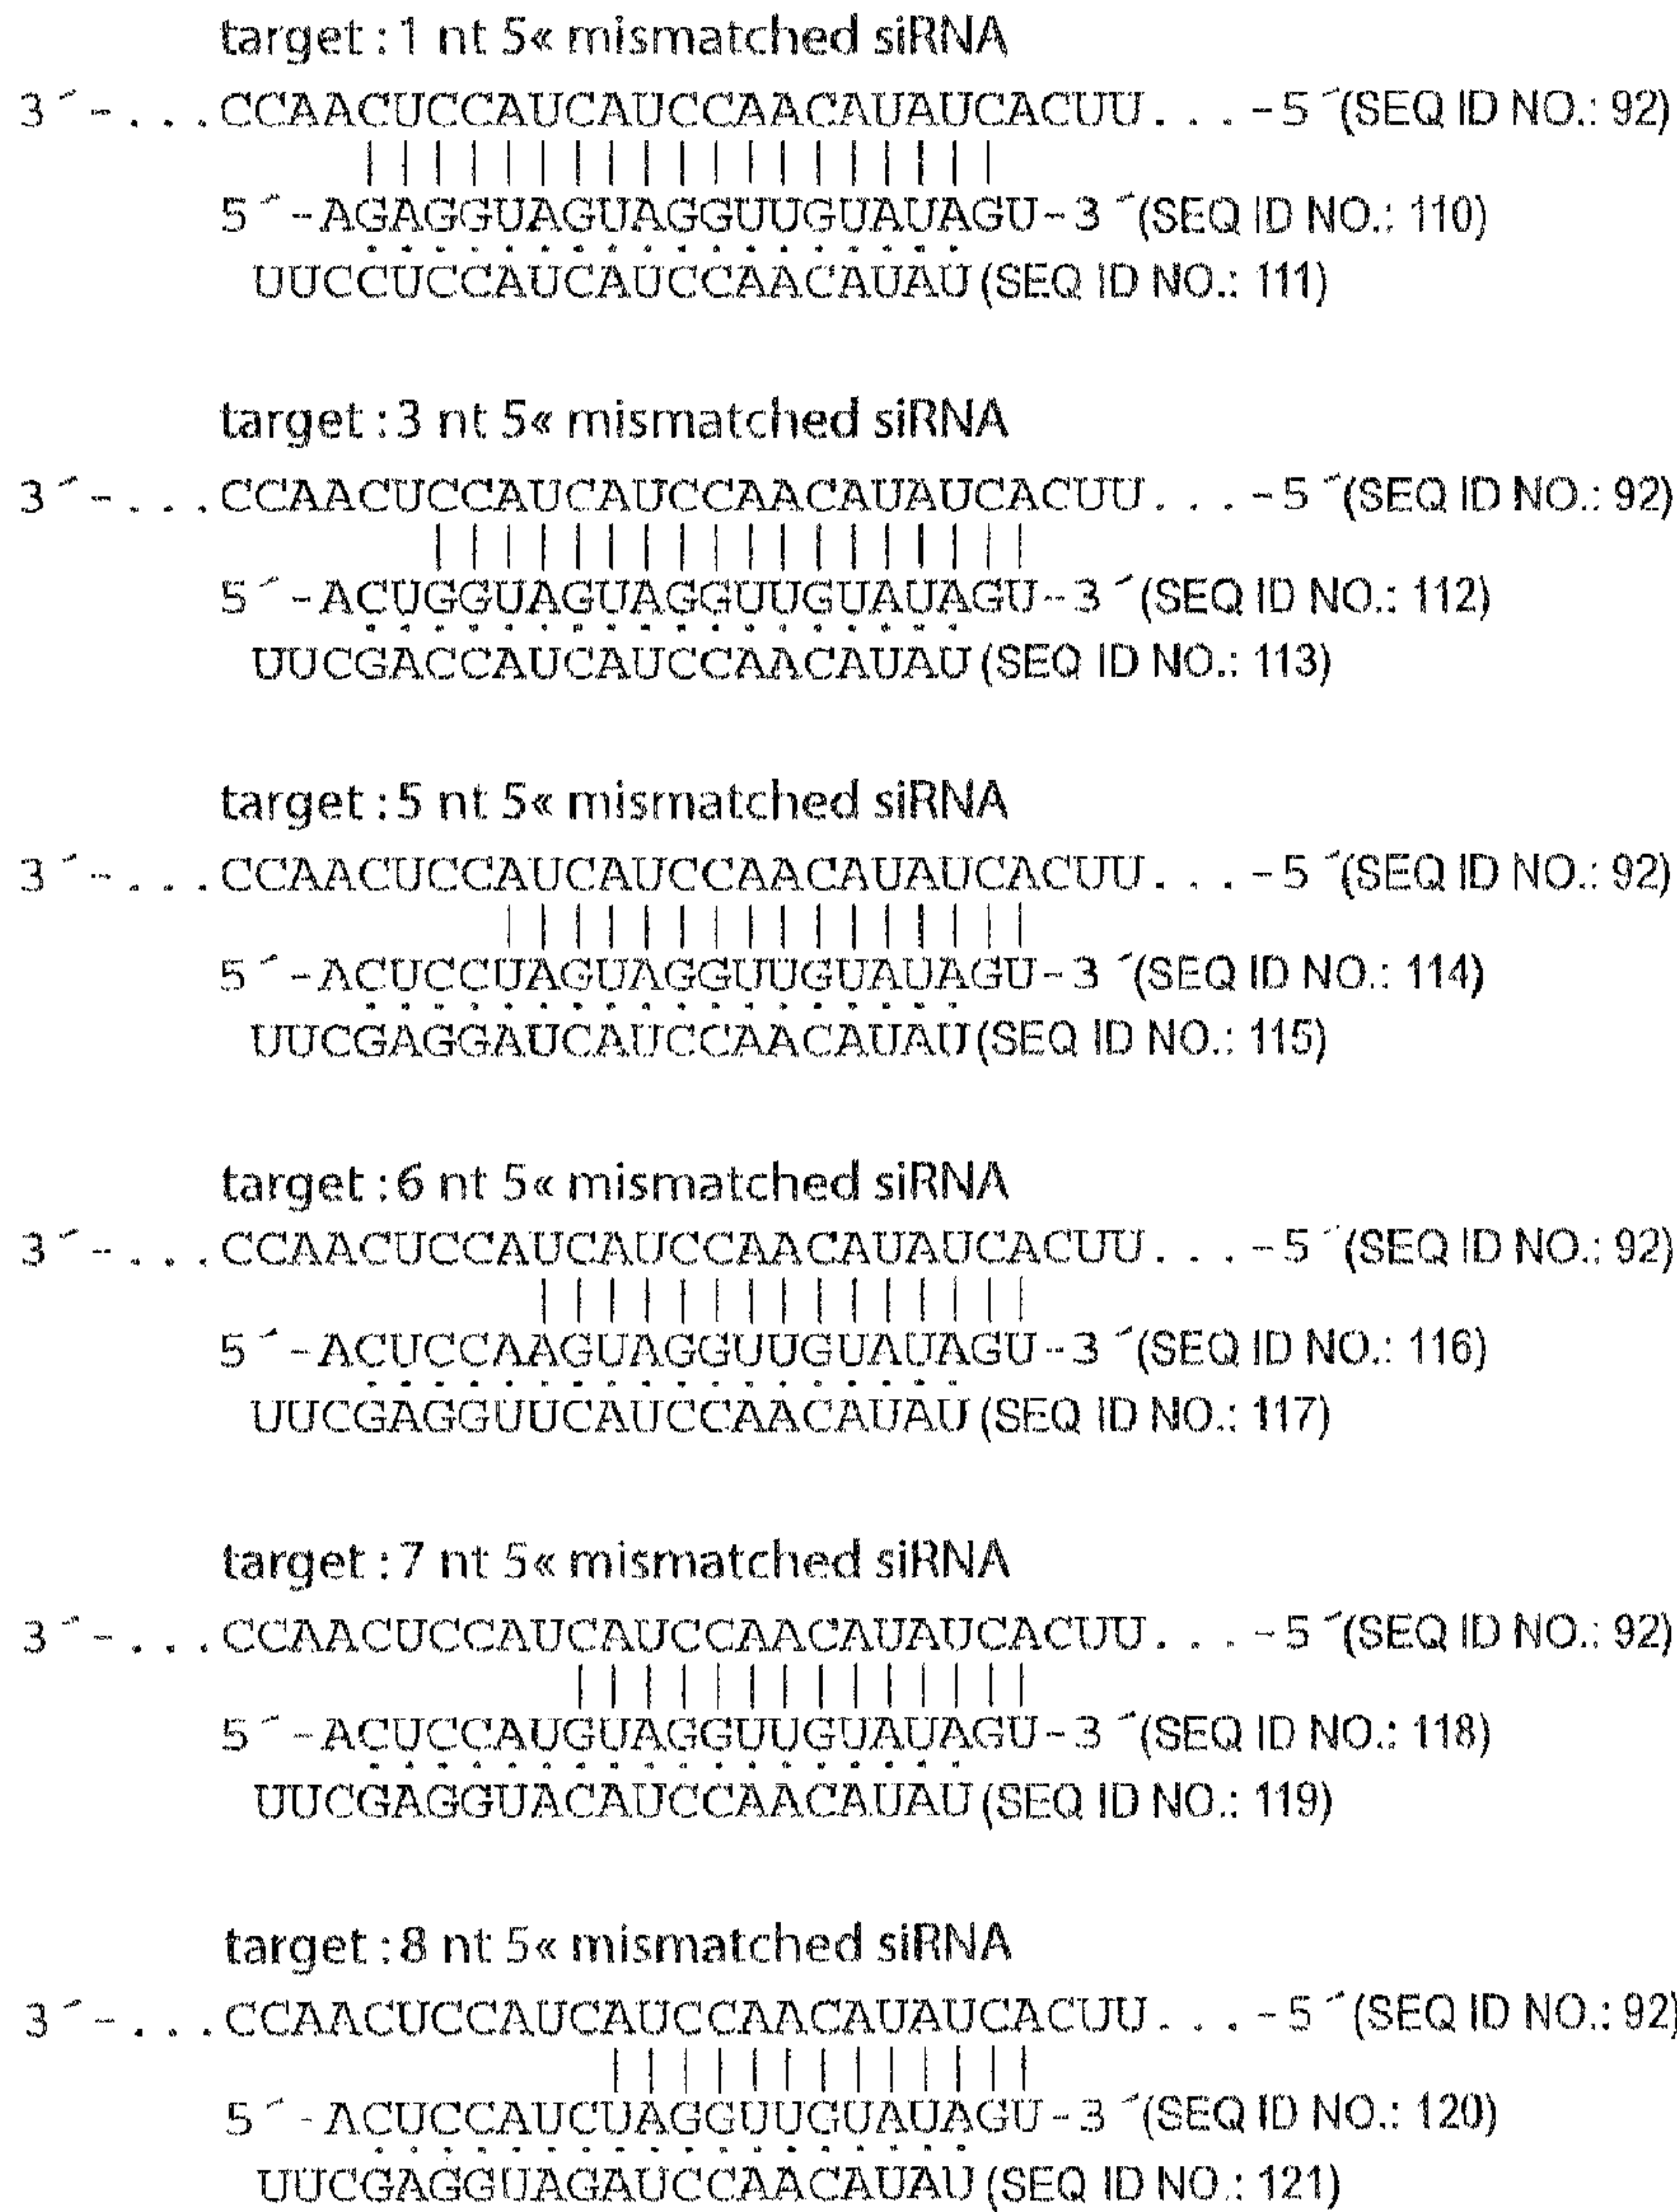 target : 1 nt 5« mismatched siRNA
3´-...CCAACUCCAUCAUCCAACAUAUCACUU...-5´(SEQ ID NO.: 92)
5´-AGAGGUAGUAGGUUGUAUAGU-3´(SEQ ID NO.: 110)
UUCCUCCAUCAUCCAACAUAU(SEQ ID NO.: 111)
target : 3 nt 5« mismatched siRNA
3´-...CCAACUCCAUCAUCCAACAUAUCACUU...-5´(SEQ ID NO.: 92)
5´-ACUGGUAGUAGGUUGUAUAGU-3´(SEQ ID NO.: 112)
UUCGACCAUCAUCCAACAUAU(SEQ ID NO.: 113)
target : 5 nt 5« mismatched siRNA
3´-...CCAACUCCAUCAUCCAACAUAUCACUU...-5´(SEQ ID NO.: 92)
5´-ACUCCUAGUAGGUUGUAUAGU-3´(SEQ ID NO.: 114)
UUCGAGGAUCAUCCAACAUAU(SEQ ID NO.: 115)
target : 6 nt 5« mismatched siRNA
3´-...CCAACUCCAUCAUCCAACAUAUCACUU...-5´(SEQ ID NO.: 92)
5´-ACUCCAAGUAGGUUGUAUAGU-3´(SEQ ID NO.: 116)
UUCGAGGUUCAUCCAACAUAU(SEQ ID NO.: 117)
target : 7 nt 5« mismatched siRNA
3´-...CCAACUCCAUCAUCCAACAUAUCACUU...-5´(SEQ ID NO.: 92)
5´-ACUCCAUGUAGGUUGUAUAGU-3´(SEQ ID NO.: 118)
UUCGAGGUACAUCCAACAUAU(SEQ ID NO.: 119)
target : 8 nt 5« mismatched siRNA
3´-...CCAACUCCAUCAUCCAACAUAUCACUU...-5´(SEQ ID NO.: 92)
5´-ACUCCAUCUAGGUUGUAUAGU-3´(SEQ ID NO.: 120)
UUCGAGGUAGAUCCAACAUAU(SEQ ID NO.: 121)